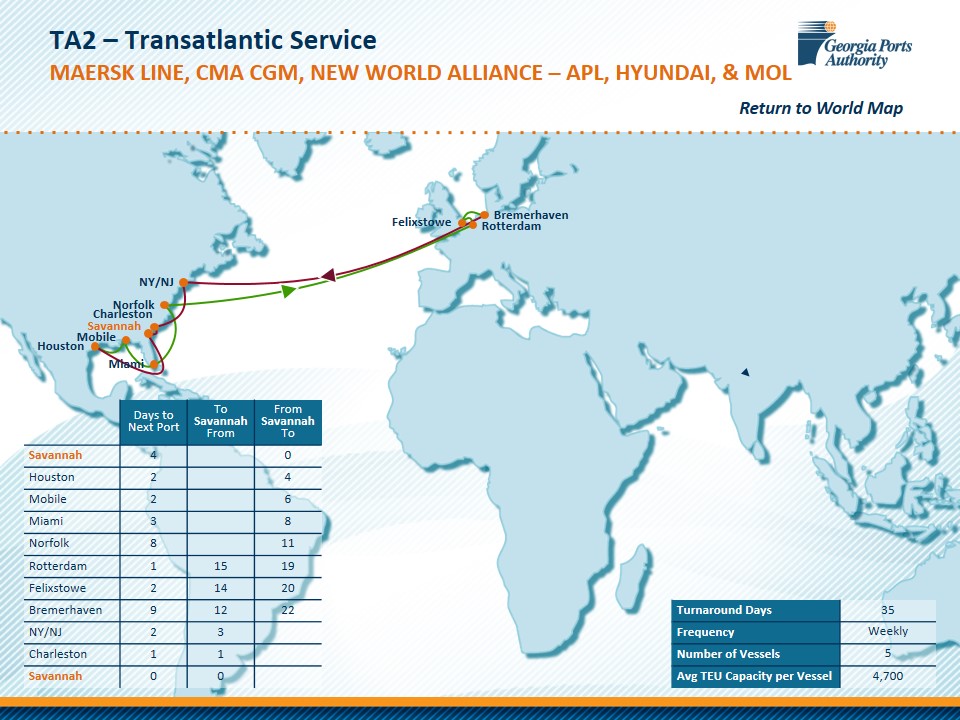 TA2 – Transatlantic Service
MAERSK LINE, CMA CGM, NEW WORLD ALLIANCE – APL, HYUNDAI, & MOL
Georgia Ports
Authority
Return to World Map
Felixstowe
Bremerhaven
Rotterdam
NY/NJ
Norfolk
Charleston
Savannah
Mobile
Houston
Miami
Days to Next Port To Savannah From From Savannah To
Savannah 4 0
Houston 2 4
Mobile 2 6
Miami 3 8
Norfolk 8 11
Rotterdam 1 15 19
Felixstowe 2 14 20
Bremerhaven 9 12 22
NY/NJ 2 3
Charleston 1 1
Savannah 0 0
Turnaround Days 35
Frequency Weekly
Number of Vessels 5
Avg TEU Capacity per Vessel 4,700